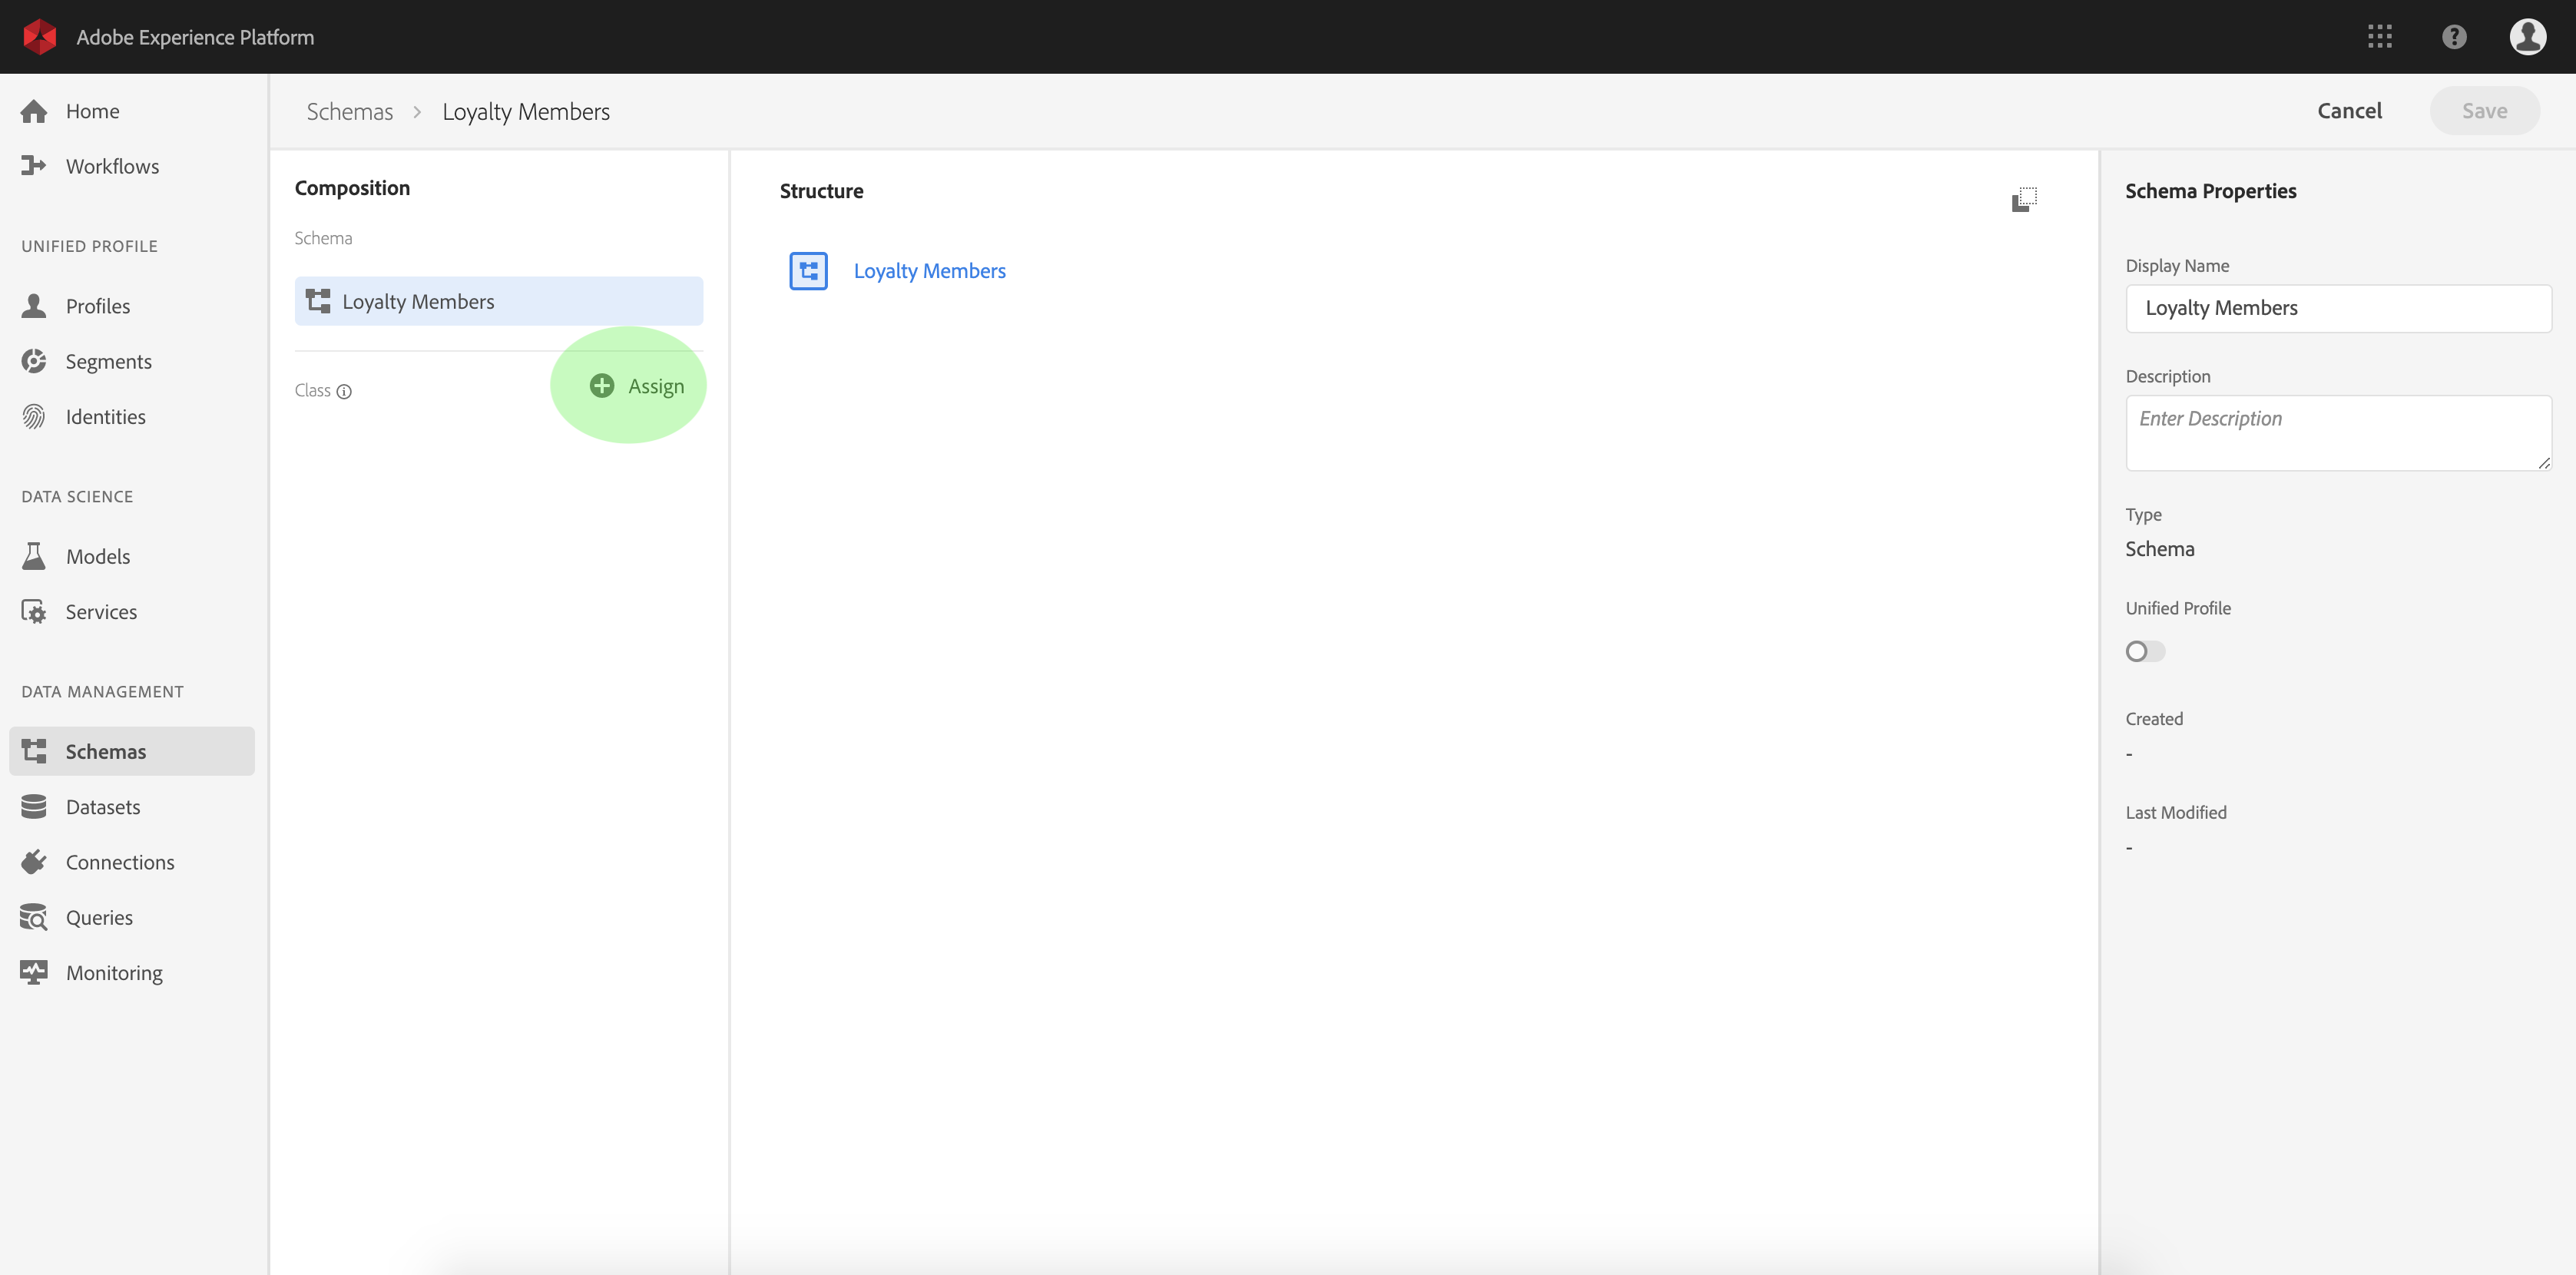 Adobe Experience Platform
Home
Workflows
UNIFIED PROFILE
Profiles
Segments
Identities
DATA SCIENCE
Models
Services
DATA MANAGEMENT
Schemas
Datasets
Connections
Queries
Monitoring
Schemas > Loyalty Members
Cancel
Save
Composition
Schema
Loyalty Members
Class
Assign
Structure
Loyalty Members
Schema Properties
Display Name
Loyalty Members
Description
Enter Description
Type
Schema
Unified Profile
Created
-
Last Modified
-